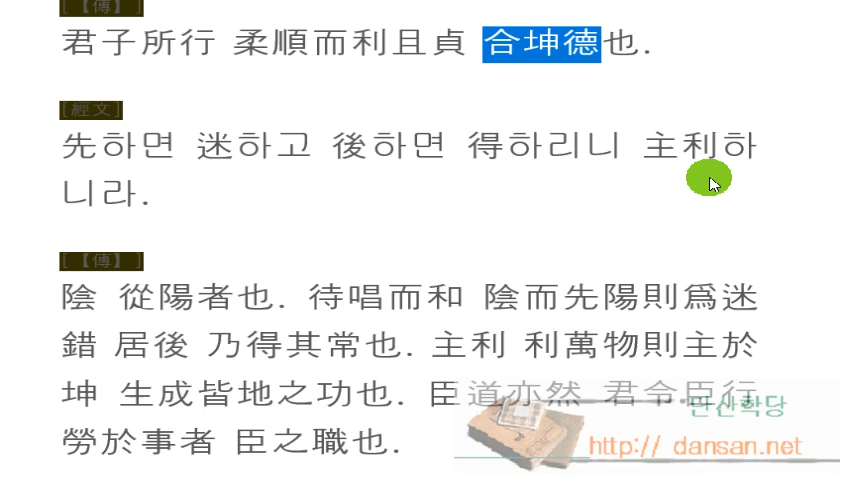 [【傳】]
君子所行 柔順而利且貞 合坤德也.
[經文]
先하면 迷하고 後하면 得하리니 主利하
니라.
[【傳】]
陰 從陽者也. 待唱而和 陰而先陽則爲迷
錯 居後 乃得其常也. 主利 利萬物則主於
坤 生成皆地之功也. 臣道亦然 君令臣行
勞於事者 臣之職也.
단산학당
http:// dansan.net